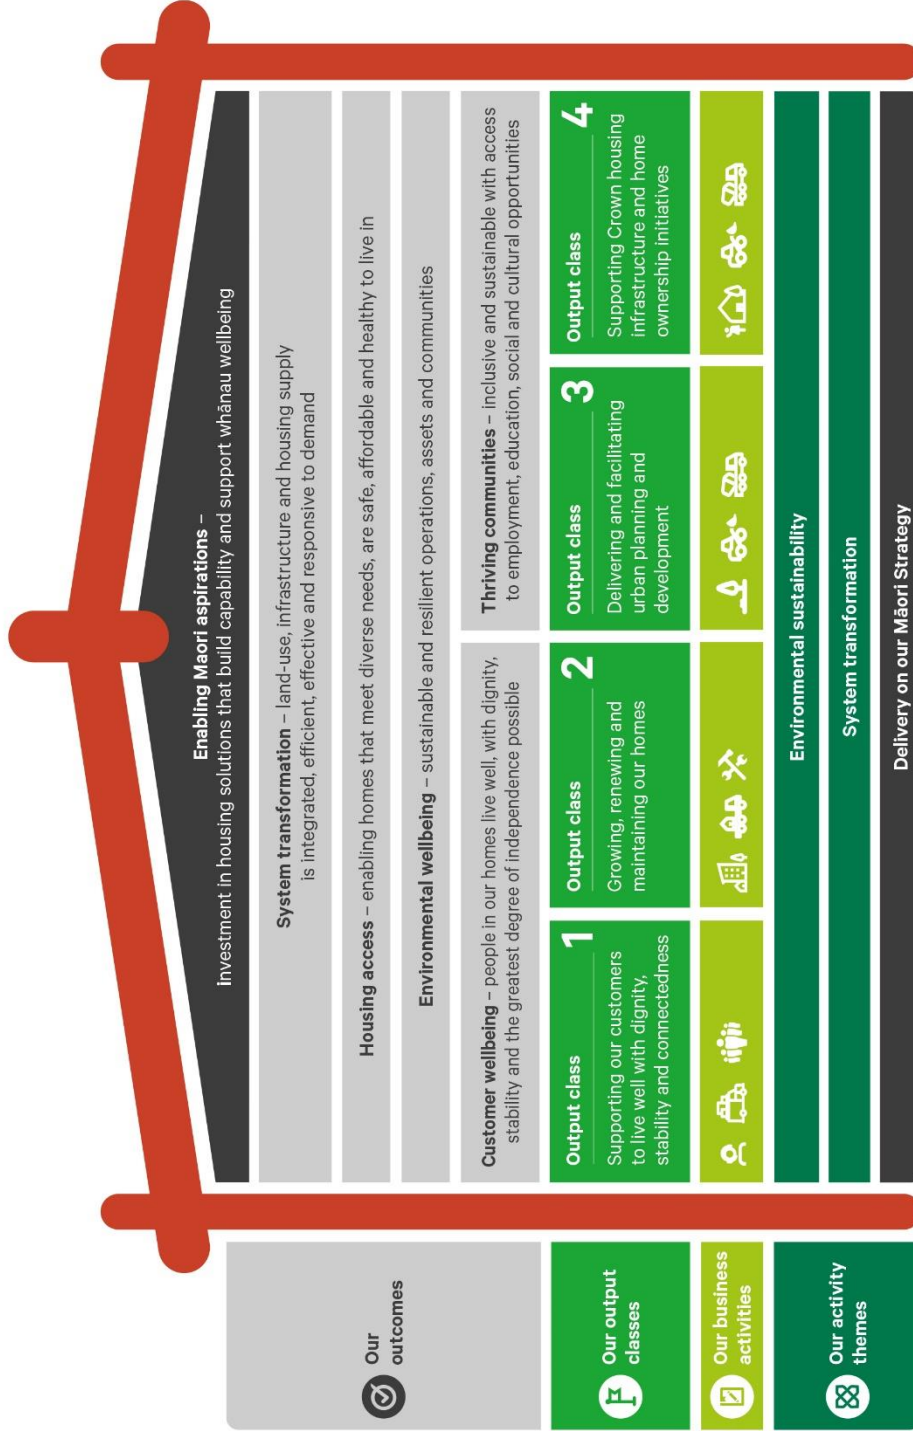 Our
outcomes
Enabling Maori aspirations –
investment in housing solutions that build capability and support whānau wellbeing
System transformation – land-use, infrastructure and housing supply
is integrated, efficient, effective and responsive to demand
Housing access – enabling homes that meet diverse needs, are safe, affordable and healthy to live in
Environmental wellbeing – sustainable and resilient operations, assets and communities
Customer wellbeing – people in our homes live well, with dignity,
stability and the greatest degree of independence possible
Thriving communities – inclusive and sustainable with access
to employment, education, social and cultural opportunities
Our output
classes
Output class 1
Supporting our customers
to live well with dignity,
stability and connectedness
Output class 2
Growing, renewing and
maintaining our homes
Output class 3
Delivering and facilitating
urban planning and
development
Output class 4
Supporting Crown housing
infrastructure and home
ownership initiatives
Our business
activities
Our activity
themes
Environmental sustainability
System transformation
Delivery on our Māori Strategy